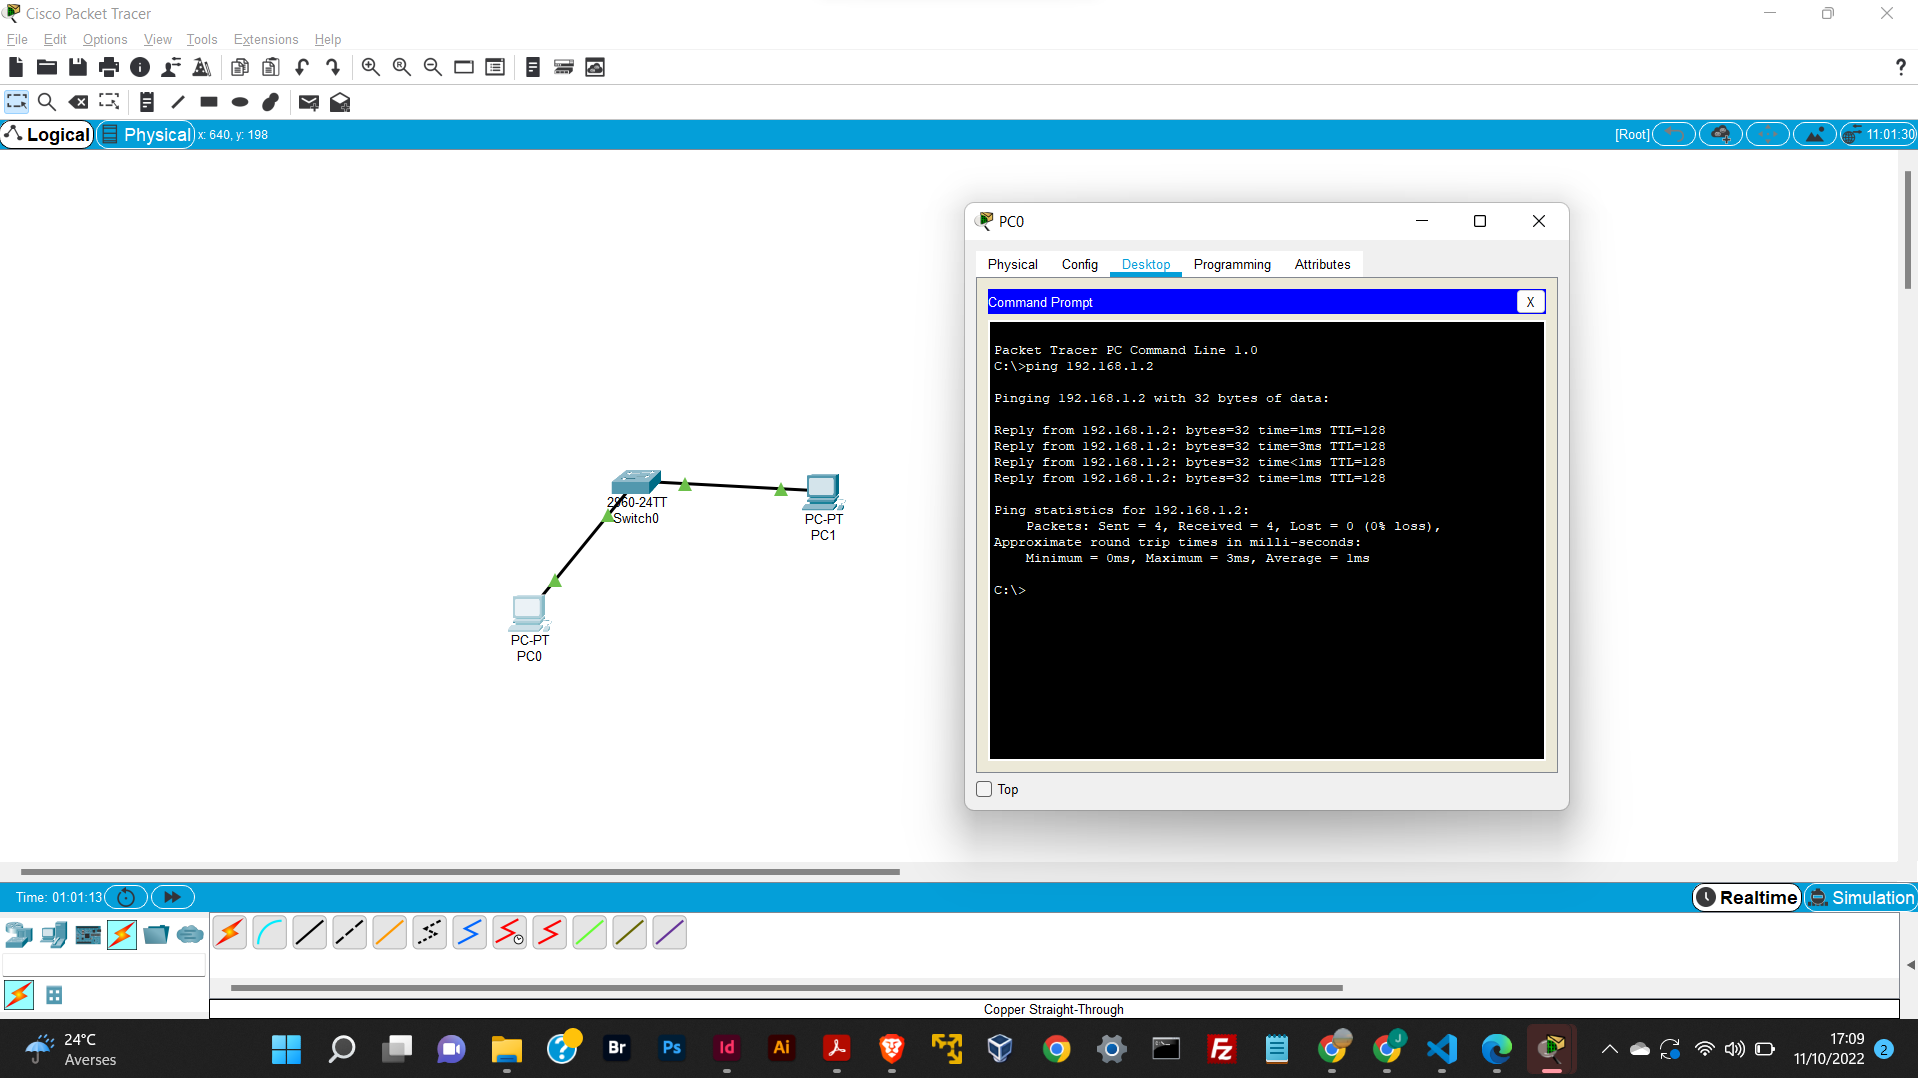 Cisco Packet Tracer
File Edit Options View Tools Extensions Help
?
Logical Physical x: 640, y: 198 [Root] 11:01:30
PC0
Physical Config Desktop Programming Attributes
Command Prompt X
Packet Tracer PC Command Line 1.0
C:\>ping 192.168.1.2
Pinging 192.168.1.2 with 32 bytes of data:
Reply from 192.168.1.2: bytes=32 time=1ms TTL=128
Reply from 192.168.1.2: bytes=32 time=3ms TTL=128
Reply from 192.168.1.2: bytes=32 time<1ms TTL=128
Reply from 192.168.1.2: bytes=32 time=1ms TTL=128
Ping statistics for 192.168.1.2:
Packets: Sent = 4, Received = 4, Lost = 0 (0% loss),
Approximate round trip times in milli-seconds:
Minimum = 0ms, Maximum = 3ms, Average = 1ms
C:\>
Top
2960-24TT
Switch0
PC-PT
PC1
PC-PT
PC0
Time: 01:01:13 Realtime Simulation
Copper Straight-Through
24°C
Averses
Br Ps Id Ai FZ J
17:09
11/10/2022 2